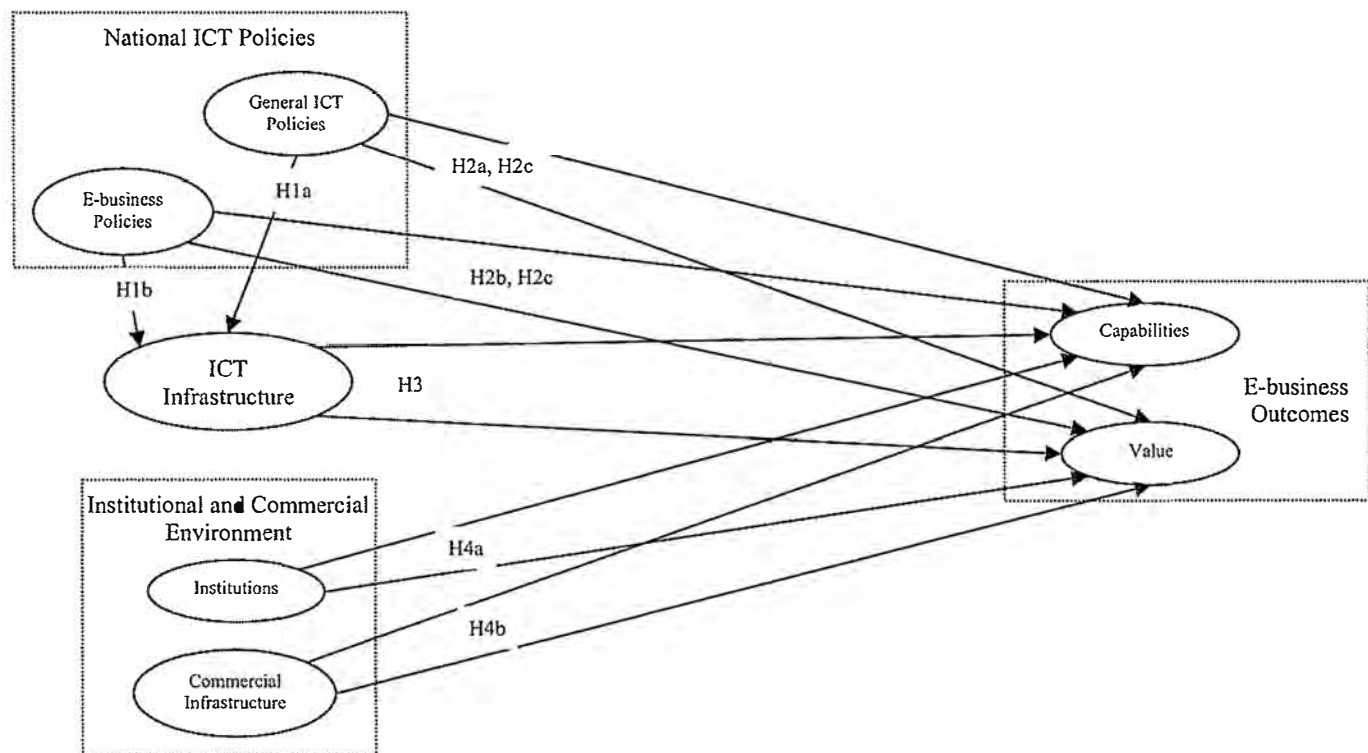 National ICT Policies
General ICT
Policies
H2a, H2c
H1a
E-business
Policies
H2b, H2c
H1b
Capabilities
ICT
Infrastructure
H3
E-business
Outcomes
Value
Institutional and Commercial
Environment
H4a
Institutions
H4b
Commercial
Infrastructure